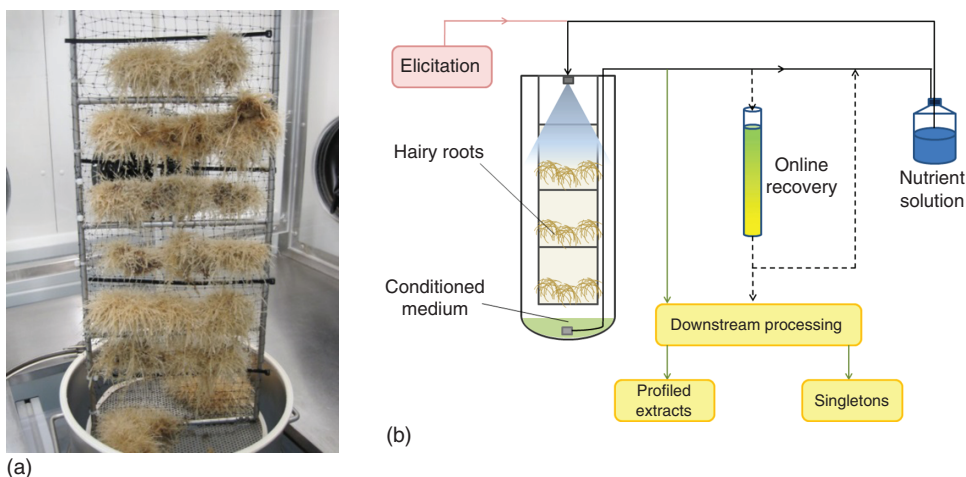 (a)
(b)
Elicitation
Hairy roots
Conditioned
medium
Online
recovery
Nutrient
solution
Downstream processing
Profiled
extracts
Singletons